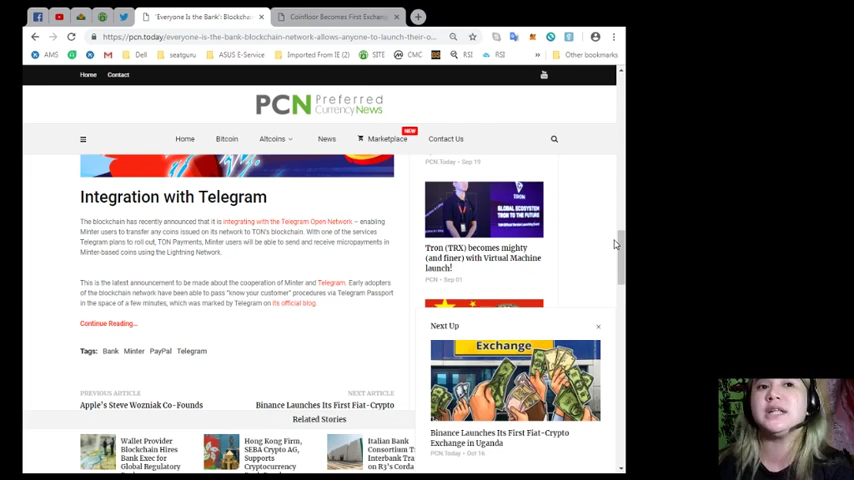 'Everyone Is the Bank': Blockcha
Coinfloor Becomes First Exchan
https://pcn.today/everyone-is-the-bank-blockchain-network-allows-anyone-to-launch-their-o...
AMS
Dell
seatguru
ASUS E-Service
Imported From IE (2)
SITE
CMC
RSI
RSI
»
Other bookmarks
Home
Contact
PCN Preferred Currency News
Home
Bitcoin
Altcoins
News
Marketplace
NEW
Contact Us
PCN.Today • Sep 19
Integration with Telegram
The blockchain has recently announced that it is integrating with the Telegram Open Network – enabling
Minter users to transfer any coins issued on its network to TON's blockchain. With one of the services
Telegram plans to roll out, TON Payments, Minter users will be able to send and receive micropayments in
Minter-based coins using the Lightning Network.
This is the latest announcement to be made about the cooperation of Minter and Telegram. Early adopters
of the blockchain network have been able to pass "know your customer" procedures via Telegram Passport
in the space of a few minutes, which was marked by Telegram on its official blog.
Continue Reading...
Tags: Bank Minter PayPal Telegram
GLOBAL ECOSYSTEM
TRON TO THE FUTURE
Tron (TRX) becomes mighty
(and finer) with Virtual Machine
launch!
PCN • Sep 01
Next Up
×
Exchange
Binance Launches Its First Fiat-Crypto
Exchange in Uganda
PCN.Today • Oct 16
PREVIOUS ARTICLE
Apple's Steve Wozniak Co-Founds
NEXT ARTICLE
Binance Launches Its First Fiat-Crypto
Related Stories
Wallet Provider
Blockchain Hires
Bank Exec for
Global Regulatory
Hong Kong Firm,
SEBA Crypto AG,
Supports
Cryptocurrency
Italian Bank
Consortium T
Interbank Tra
on R3's Corda